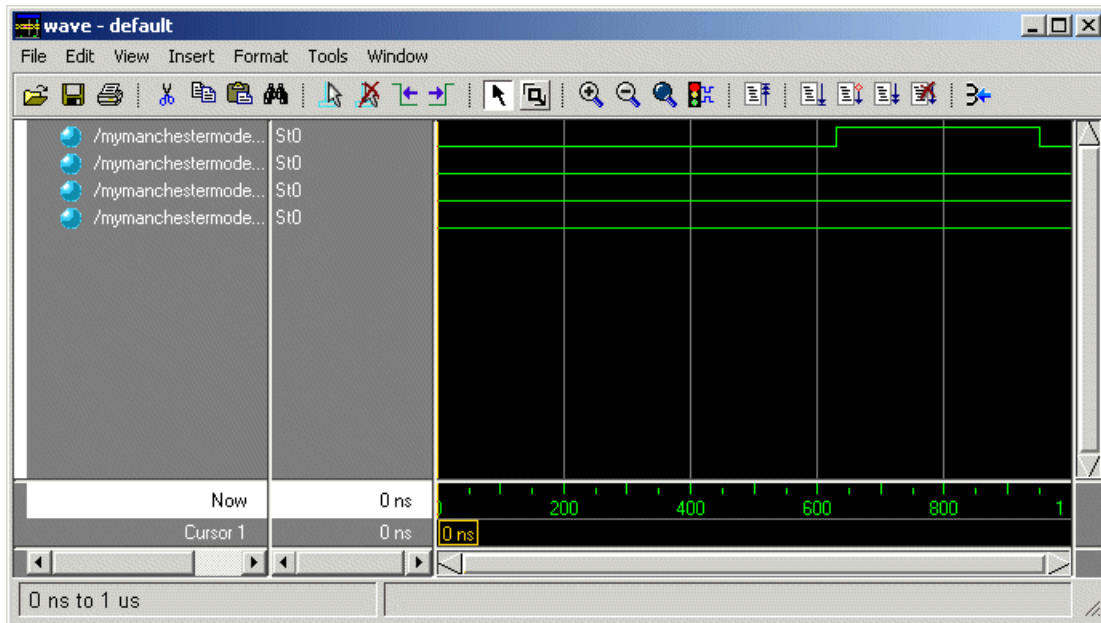 wave - default
File Edit View Insert Format Tools Window
/mymanchestermode... St0
/mymanchestermode... St0
/mymanchestermode... St0
/mymanchestermode... St0
Now 0 ns
0 200 400 600 800 1
Cursor 1 0 ns 0 ns
0 ns to 1 us